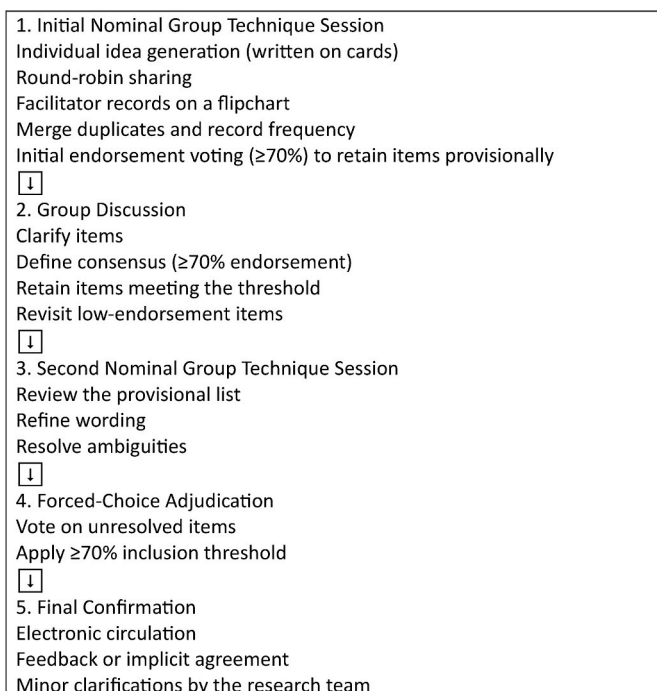 1. Initial Nominal Group Technique Session
Individual idea generation (written on cards)
Round-robin sharing
Facilitator records on a flipchart
Merge duplicates and record frequency
Initial endorsement voting (≥70%) to retain items provisionally
↓
2. Group Discussion
Clarify items
Define consensus (≥70% endorsement)
Retain items meeting the threshold
Revisit low-endorsement items
↓
3. Second Nominal Group Technique Session
Review the provisional list
Refine wording
Resolve ambiguities
↓
4. Forced-Choice Adjudication
Vote on unresolved items
Apply ≥70% inclusion threshold
↓
5. Final Confirmation
Electronic circulation
Feedback or implicit agreement
Minor clarifications by the research team